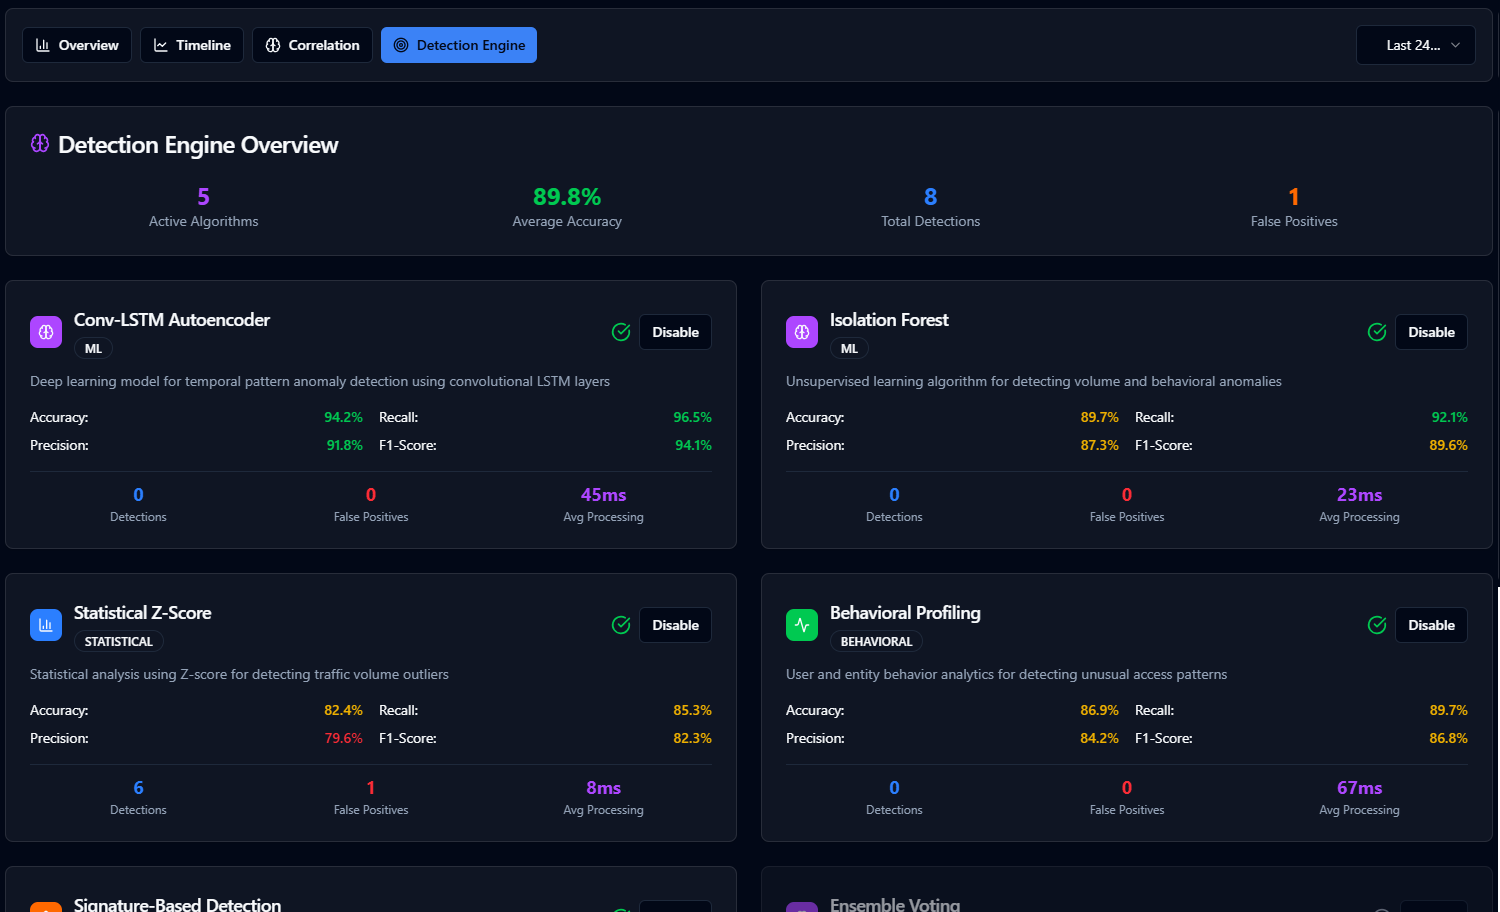 Overview
Timeline
Correlation
Detection Engine
Last 24...
Detection Engine Overview
5
Active Algorithms
89.8%
Average Accuracy
8
Total Detections
1
False Positives
Conv-LSTM Autoencoder
ML
Disable
Deep learning model for temporal pattern anomaly detection using convolutional LSTM layers
Accuracy: 94.2% Recall: 96.5%
Precision: 91.8% F1-Score: 94.1%
0
Detections
0
False Positives
45ms
Avg Processing
Isolation Forest
ML
Disable
Unsupervised learning algorithm for detecting volume and behavioral anomalies
Accuracy: 89.7% Recall: 92.1%
Precision: 87.3% F1-Score: 89.6%
0
Detections
0
False Positives
23ms
Avg Processing
Statistical Z-Score
STATISTICAL
Disable
Statistical analysis using Z-score for detecting traffic volume outliers
Accuracy: 82.4% Recall: 85.3%
Precision: 79.6% F1-Score: 82.3%
6
Detections
1
False Positives
8ms
Avg Processing
Behavioral Profiling
BEHAVIORAL
Disable
User and entity behavior analytics for detecting unusual access patterns
Accuracy: 86.9% Recall: 89.7%
Precision: 84.2% F1-Score: 86.8%
0
Detections
0
False Positives
67ms
Avg Processing
Signature-Based Detection
Ensemble Voting